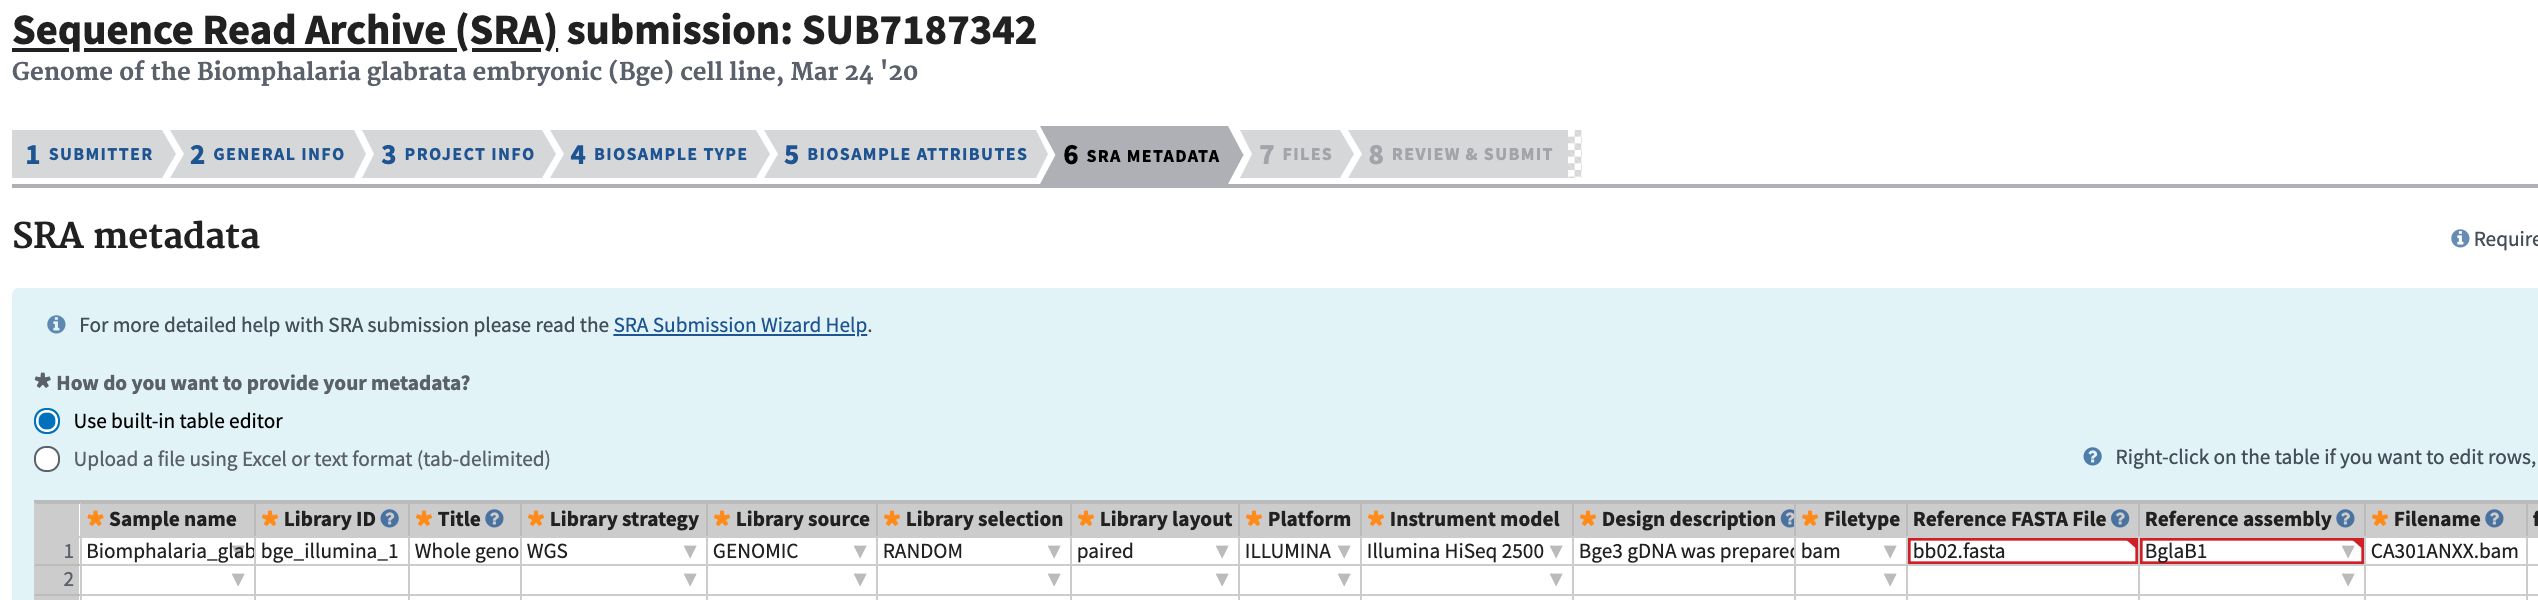 Sequence Read Archive (SRA) submission: SUB7187342
Genome of the Biomphalaria glabrata embryonic (Bge) cell line, Mar 24 '20
1 SUBMITTER 2 GENERAL INFO 3 PROJECT INFO 4 BIOSAMPLE TYPE 5 BIOSAMPLE ATTRIBUTES 6 SRA METADATA 7 FILES 8 REVIEW & SUBMIT
SRA metadata
Require
For more detailed help with SRA submission please read the SRA Submission Wizard Help.
* How do you want to provide your metadata?
Use built-in table editor
Upload a file using Excel or text format (tab-delimited)
Right-click on the table if you want to edit rows,
* Sample name * Library ID * Title * Library strategy * Library source * Library selection * Library layout * Platform * Instrument model * Design description * Filetype Reference FASTA File Reference assembly * Filename
1 Biomphalaria_glab bge_illumina_1 Whole geno WGS GENOMIC RANDOM paired ILLUMINA Illumina HiSeq 2500 Bge3 gDNA was prepared bam bb02.fasta BglaB1 CA301ANXX.bam
2